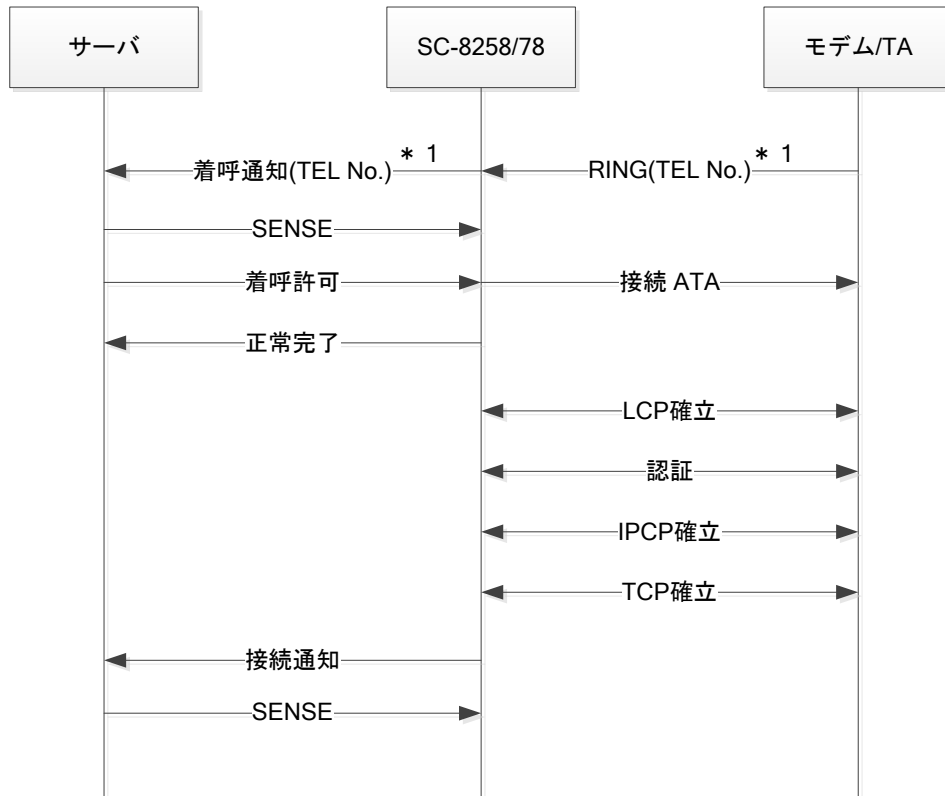 サーバ
SC-8258/78
モデム/TA
着呼通知(TEL No.)＊1
RING(TEL No.)＊1
SENSE
着呼許可
接続 ATA
正常完了
LCP確立
認証
IPCP確立
TCP確立
接続通知
SENSE